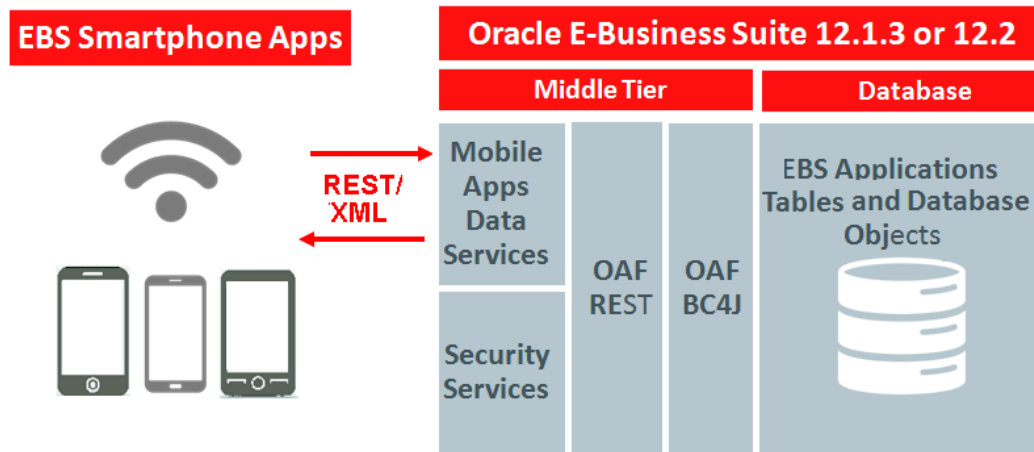 EBS Smartphone Apps
Oracle E-Business Suite 12.1.3 or 12.2
Middle Tier
Database
REST/
XML
Mobile
Apps
Data
Services
Security
Services
OAF
REST
OAF
BC4J
EBS Applications
Tables and Database
Objects